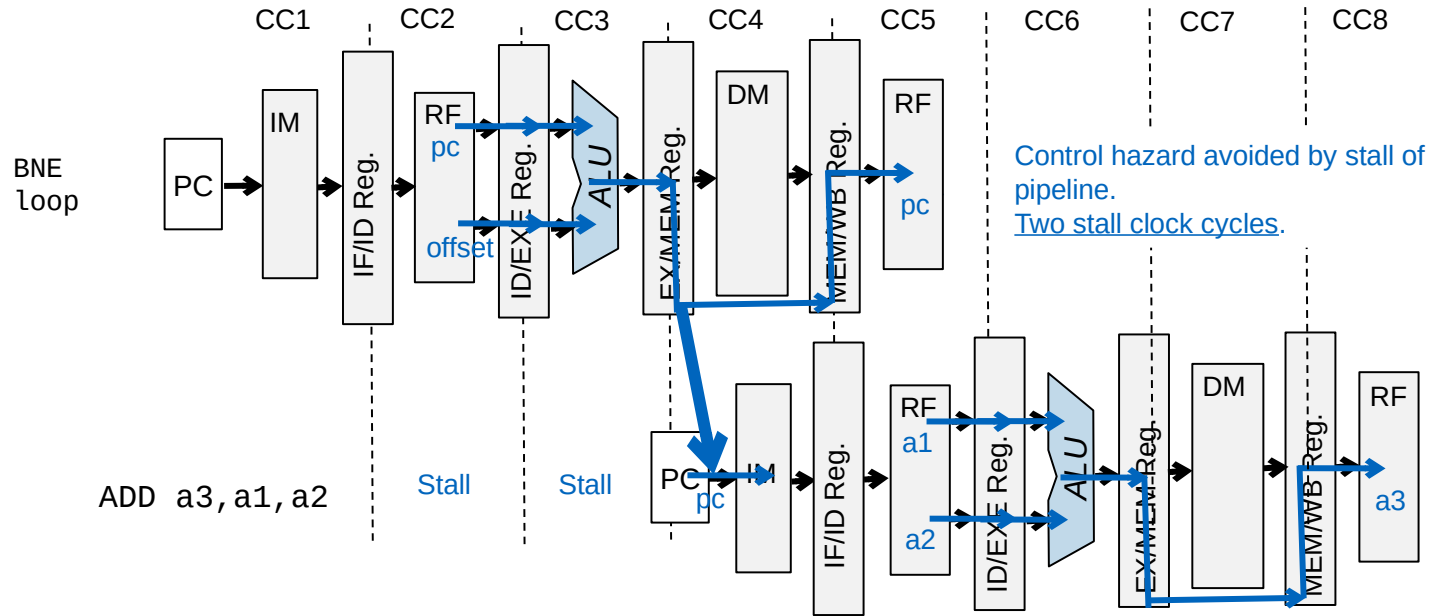 CC1 CC2 CC3 CC4 CC5 CC6 CC7 CC8
BNE
loop
PC
IM
IF/ID Reg.
RF
pc
offset
ID/EXE Reg.
ALU
EX/MEM Reg.
DM
MEM/WB Reg.
RF
pc
Control hazard avoided by stall of
pipeline.
Two stall clock cycles.
ADD a3,a1,a2
Stall
Stall
PC
pc
IM
IF/ID Reg.
RF
a1
a2
ID/EXE Reg.
ALU
EX/MEM Reg.
DM
MEM/WB Reg.
RF
a3